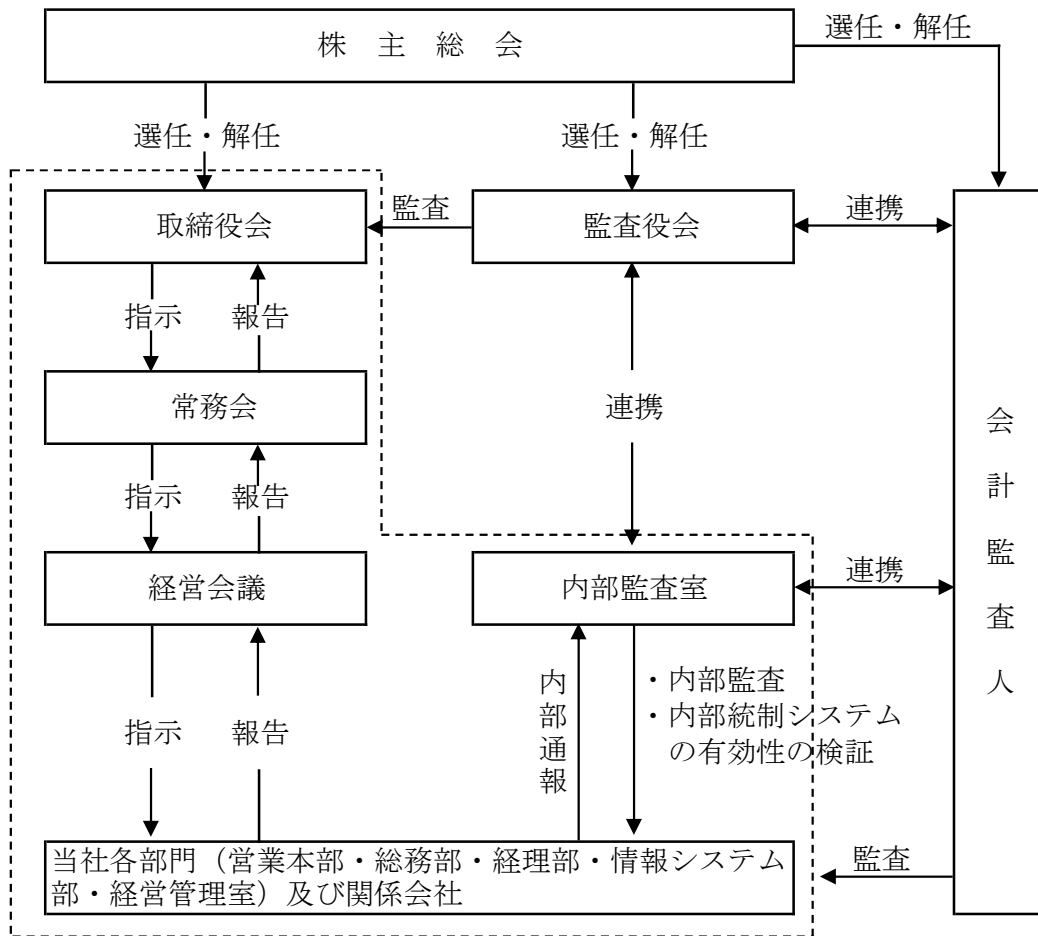 株　主　総　会
選任・解任
選任・解任
選任・解任
取締役会
監査
監査役会
連携
指示
報告
常務会
連携
指示
報告
経営会議
内部監査室
連携
会計監査人
指示
報告
内部通報
・内部監査
・内部統制システム
の有効性の検証
当社各部門（営業本部・総務部・経理部・情報システム
部・経営管理室）及び関係会社
監査